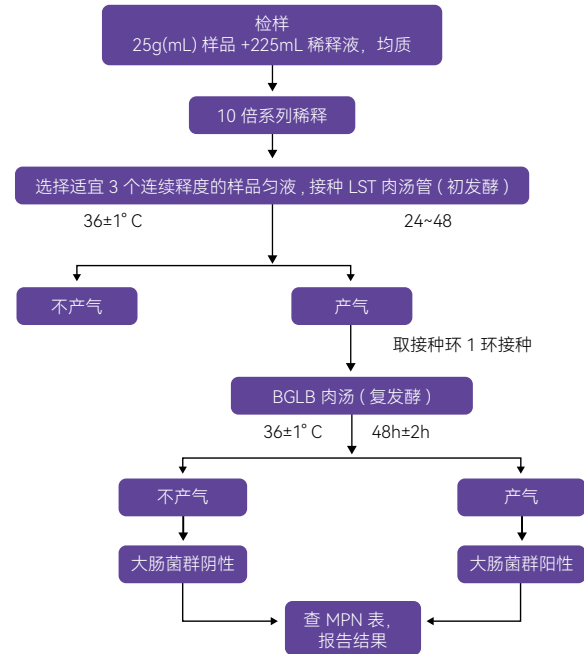 检样
25g(mL) 样品 +225mL 稀释液，均质
10 倍系列稀释
选择适宜 3 个连续释度的样品匀液 , 接种 LST 肉汤管 ( 初发酵 )
36±1° C 24~48
不产气 产气
取接种环 1 环接种
BGLB 肉汤 ( 复发酵 )
36±1° C 48h±2h
不产气 产气
大肠菌群阴性 大肠菌群阳性
查 MPN 表，
报告结果